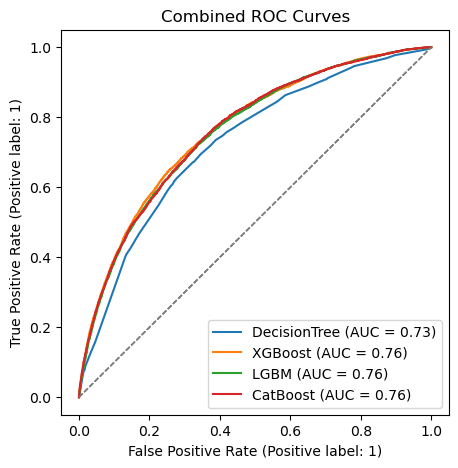 Combined ROC Curves
True Positive Rate (Positive label: 1)
1.0
0.8
0.6
0.4
0.2
0.0
DecisionTree (AUC = 0.73)
XGBoost (AUC = 0.76)
LGBM (AUC = 0.76)
CatBoost (AUC = 0.76)
0.0 0.2 0.4 0.6 0.8 1.0
False Positive Rate (Positive label: 1)